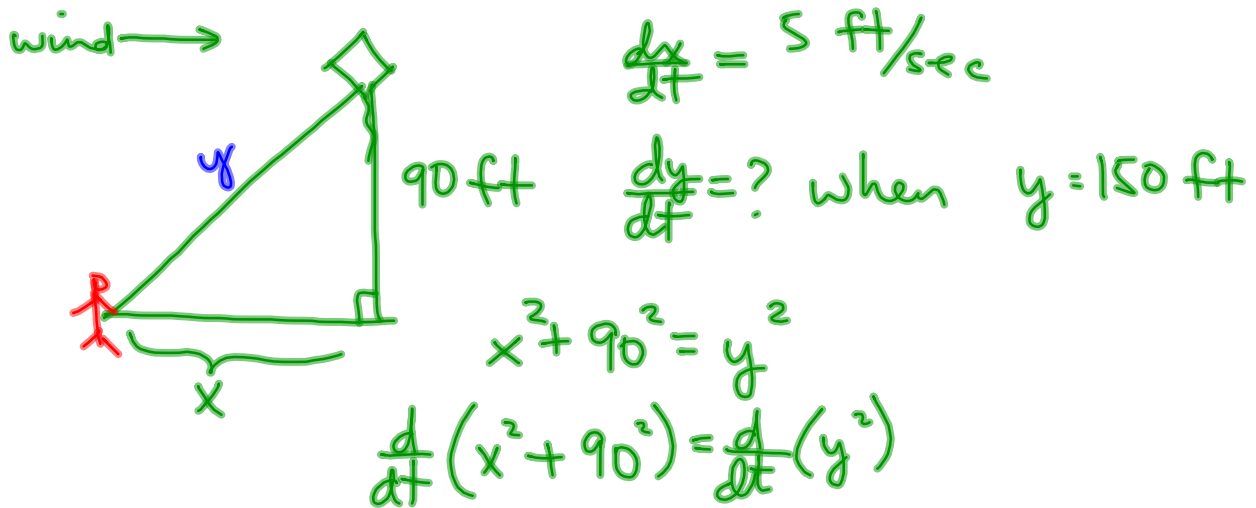 wind →
dx/dt = 5 ft/sec
y
90 ft
dy/dt = ? when y = 150 ft
x² + 90² = y²
x
d/dt (x² + 90²) = d/dt (y²)